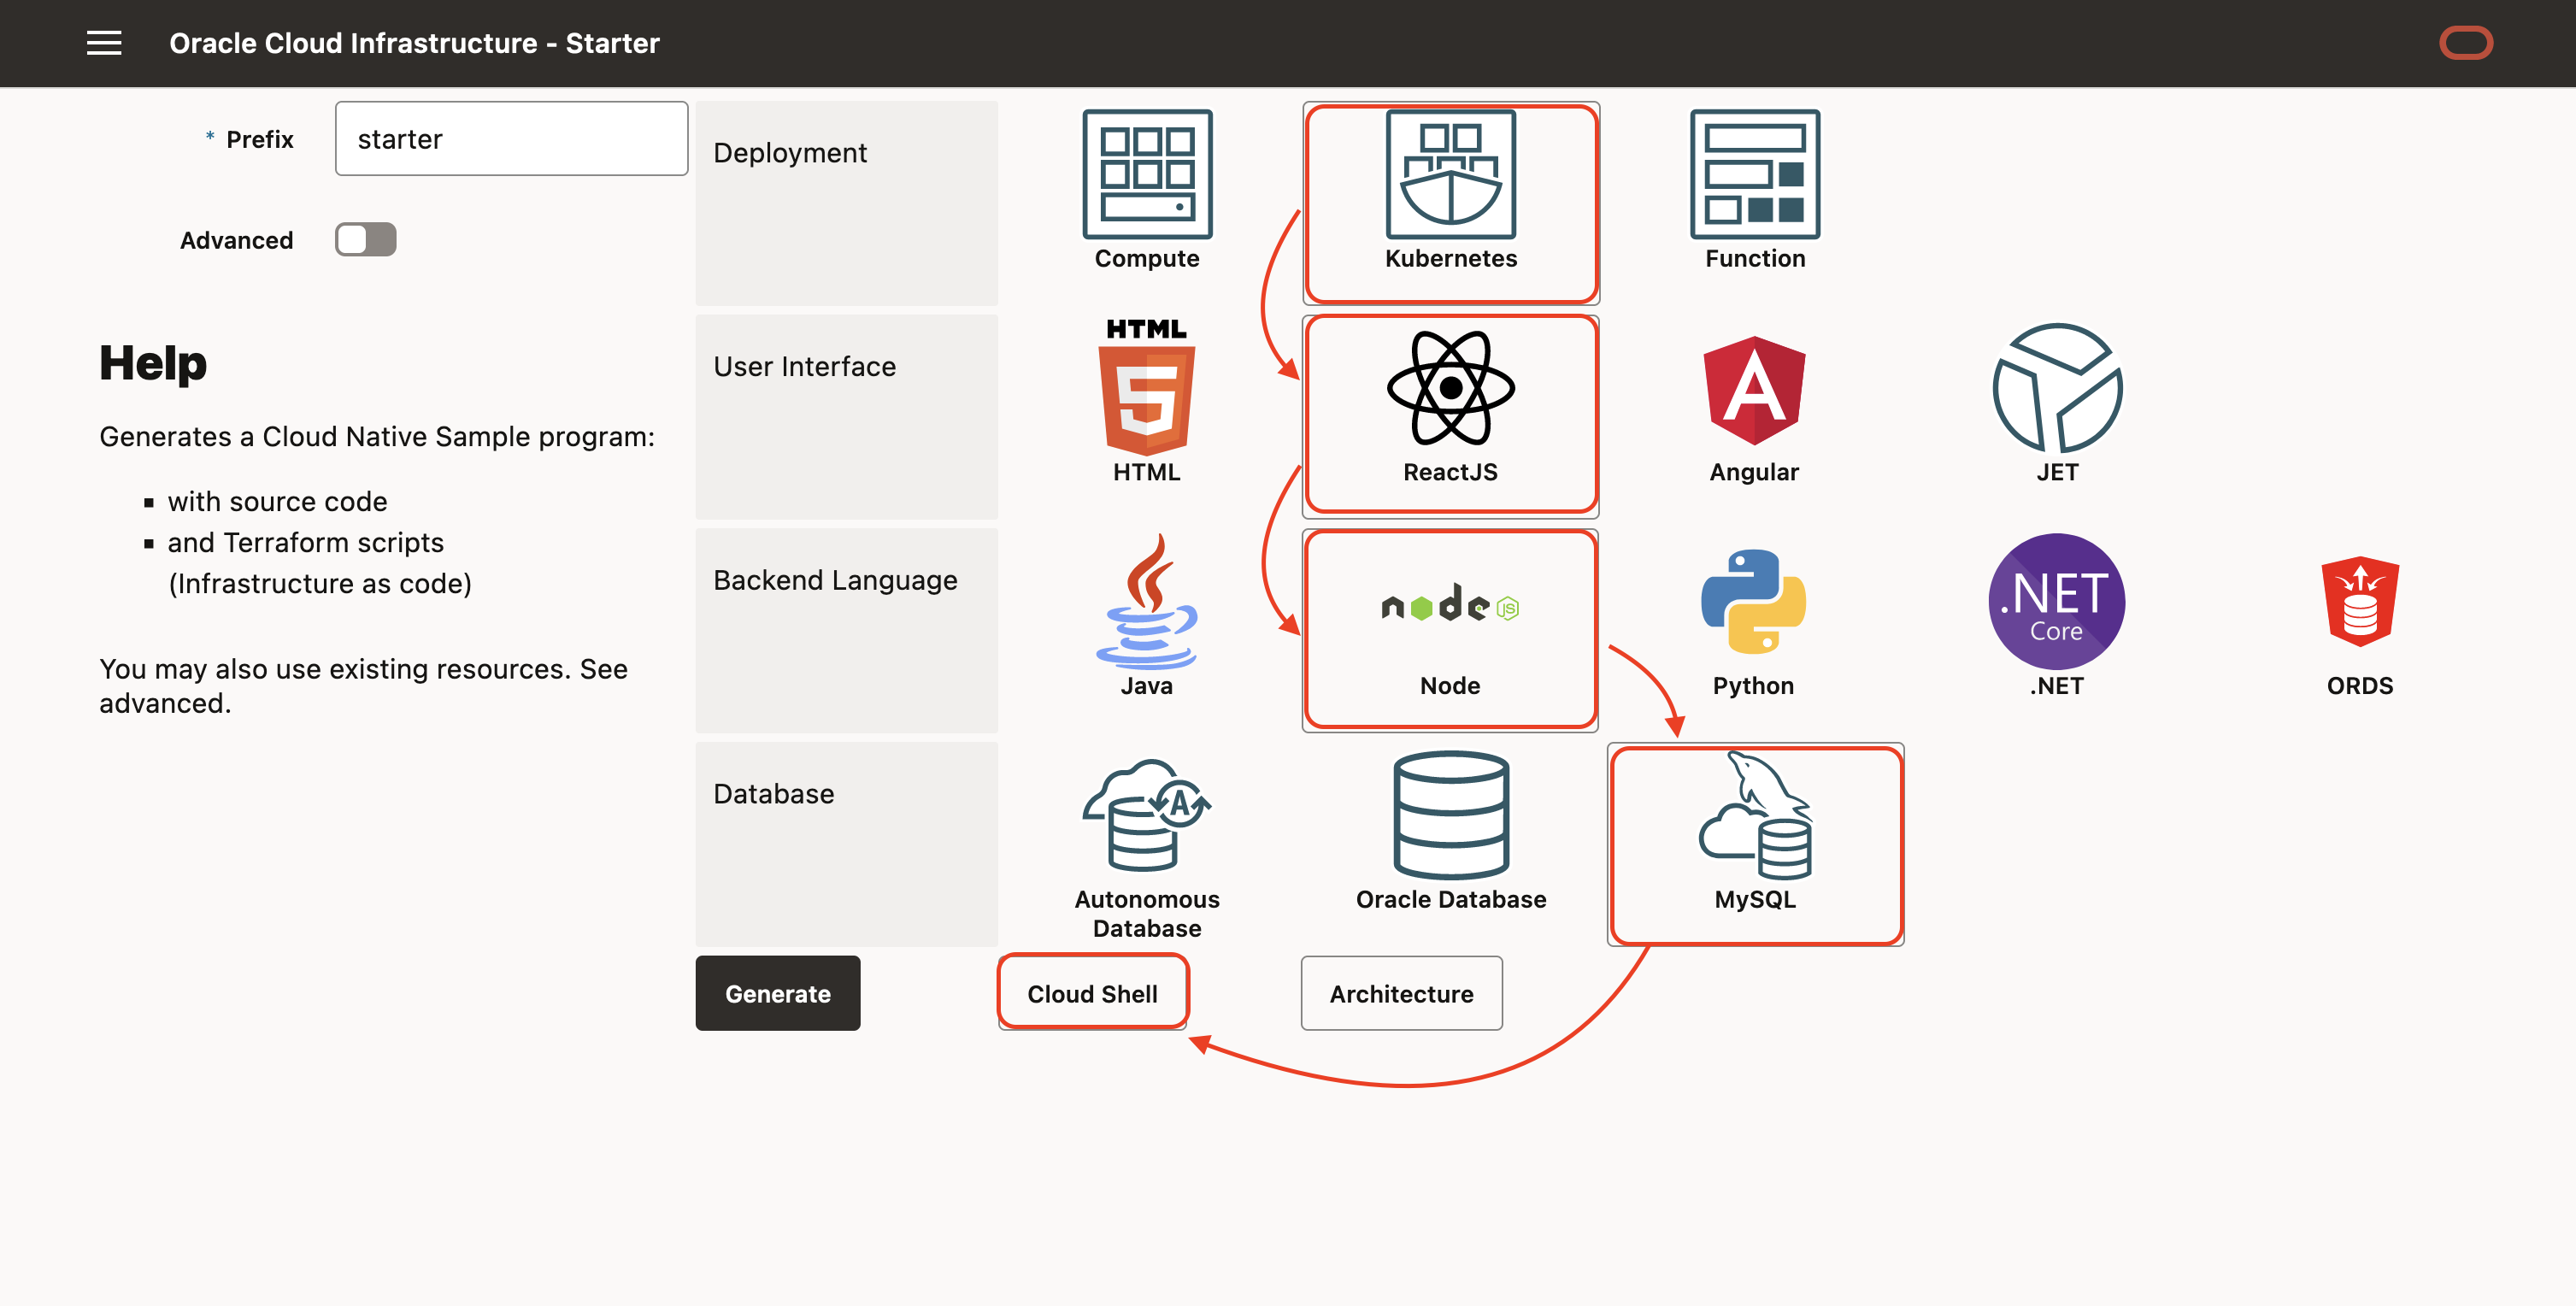 Oracle Cloud Infrastructure - Starter
* Prefix
starter
Advanced
Help
Generates a Cloud Native Sample program:
▪ with source code
▪ and Terraform scripts
(Infrastructure as code)
You may also use existing resources. See
advanced.
Deployment
Compute
Kubernetes
Function
User Interface
HTML
5
HTML
ReactJS
A
Angular
JET
Backend Language
Java
node JS
Node
Python
.NET
Core
.NET
ORDS
Database
A
Autonomous
Database
Oracle Database
MySQL
Generate
Cloud Shell
Architecture